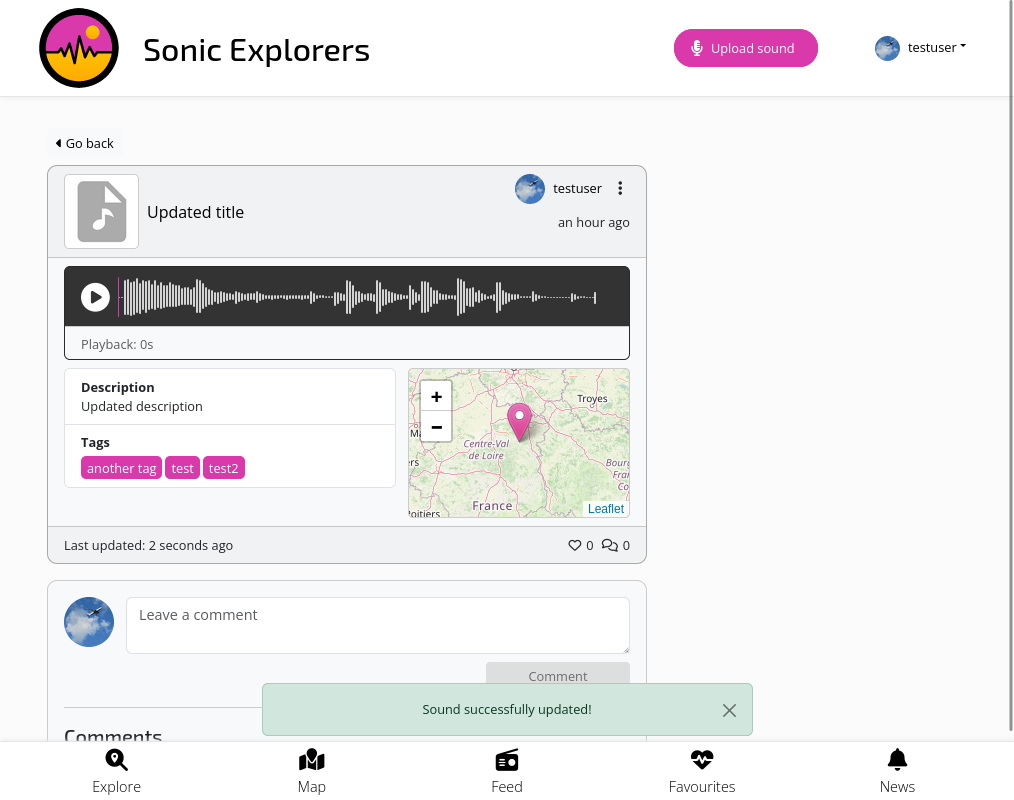 Sonic Explorers
Upload sound
testuser
Go back
Updated title
testuser
an hour ago
Playback: 0s
Description
Updated description
Tags
another tag
test
test2
+
−
Troyes
Centre-Val
de Loire
France
Leaflet
Last updated: 2 seconds ago
0
0
Leave a comment
Comment
Sound successfully updated!
Comments
Explore
Map
Feed
Favourites
News